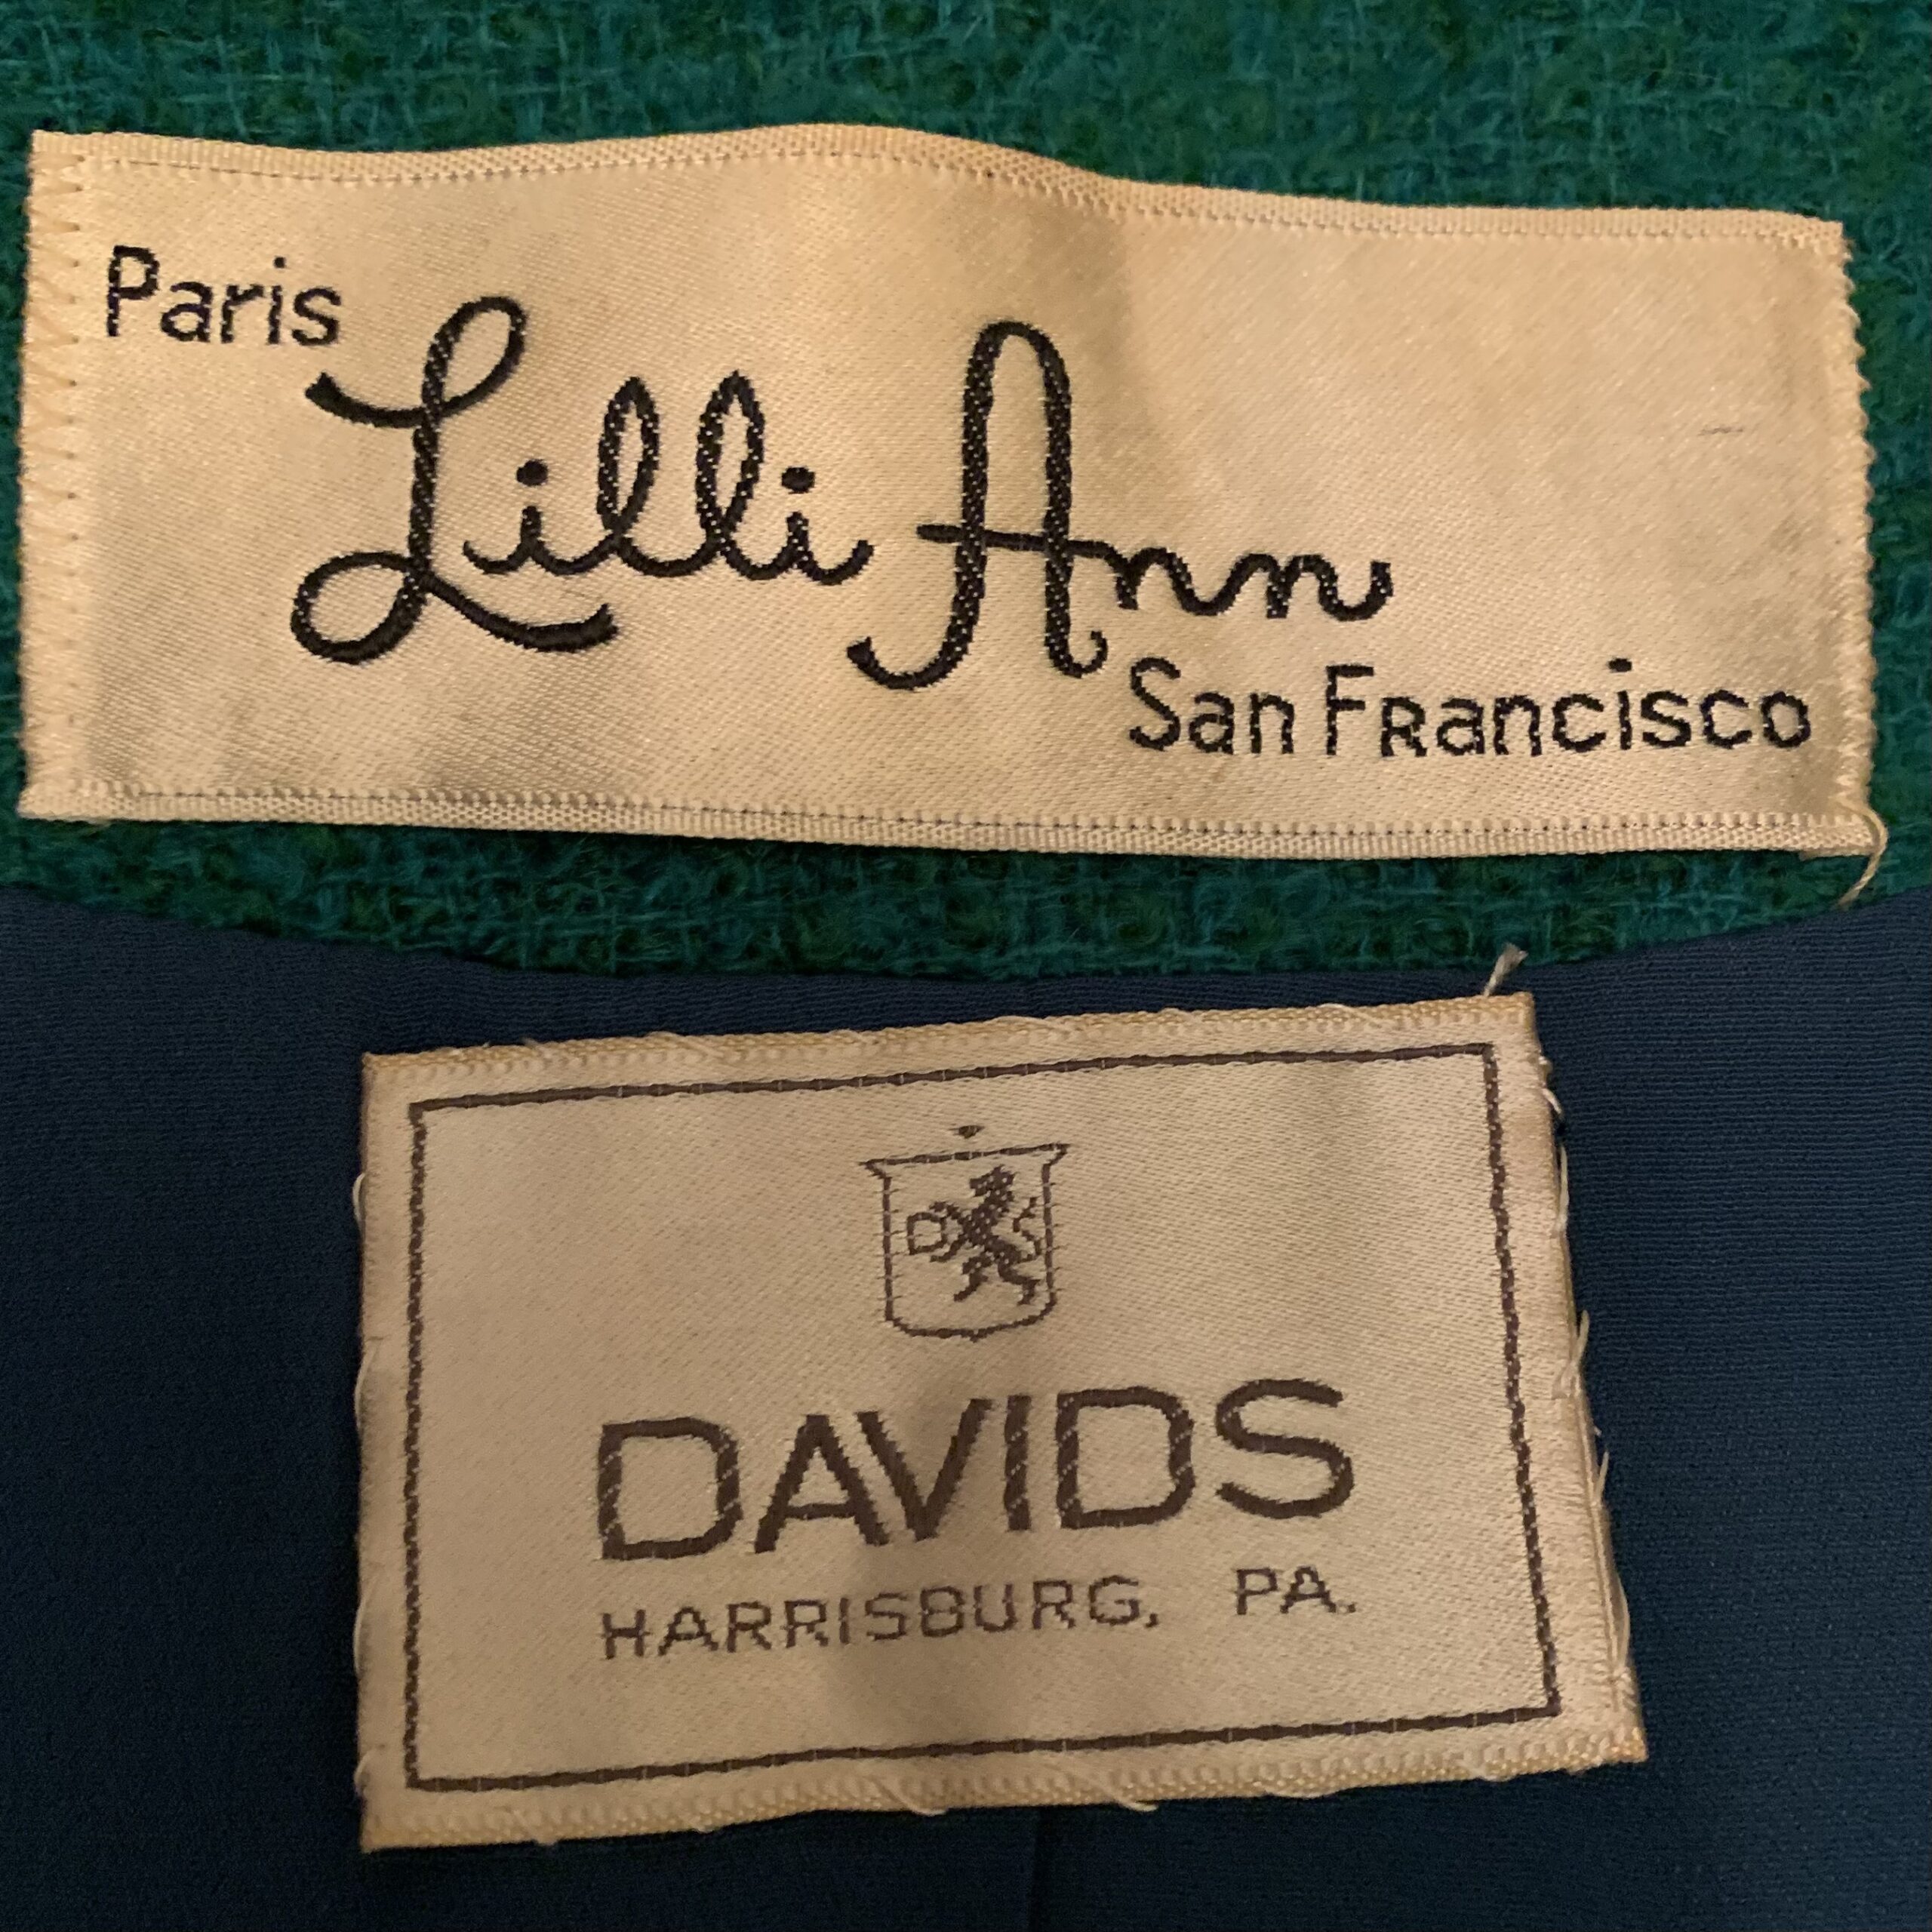 Paris
Lilli Ann
San Francisco
D
DAVIDS
HARRISBURG, PA.